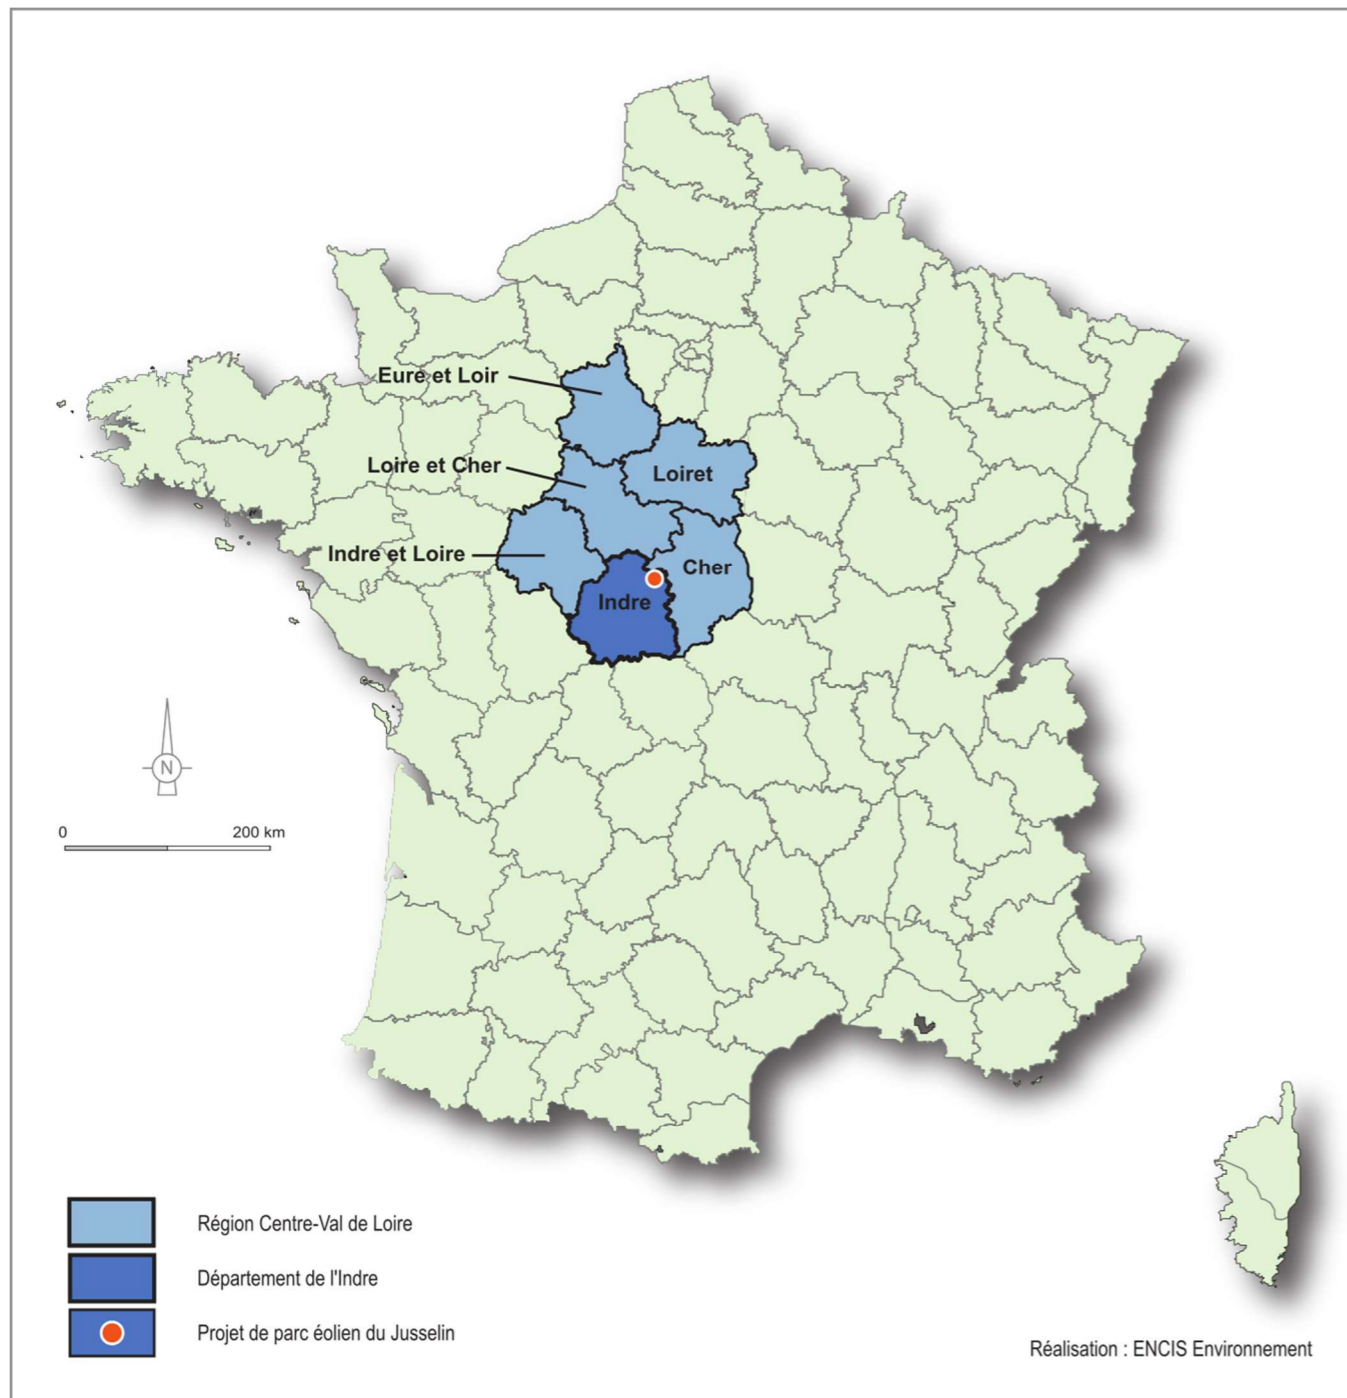 Eure et Loir
Loire et Cher
Loiret
Indre et Loire
Cher
Indre
N
0 200 km
Région Centre-Val de Loire
Département de l'Indre
Projet de parc éolien du Jusselin
Réalisation : ENCIS Environnement